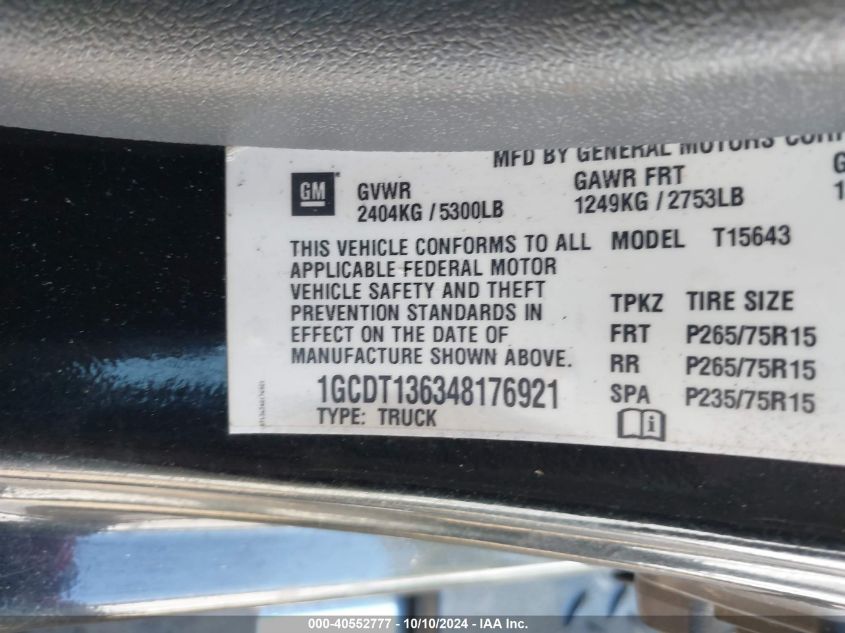 MFD BY GENERAL MOTORS
GM
GVWR
2404KG / 5300LB
GAWR FRT
1249KG / 2753LB
THIS VEHICLE CONFORMS TO ALL
APPLICABLE FEDERAL MOTOR
VEHICLE SAFETY AND THEFT
PREVENTION STANDARDS IN
EFFECT ON THE DATE OF
MANUFACTURE SHOWN ABOVE.
1GCDT136348176921
TYPE: TRUCK
MODEL T15643
TPKZ TIRE SIZE
FRT P265/75R15
RR P265/75R15
SPA P235/75R15
000-40552777 - 10/10/2024 - IAA Inc.